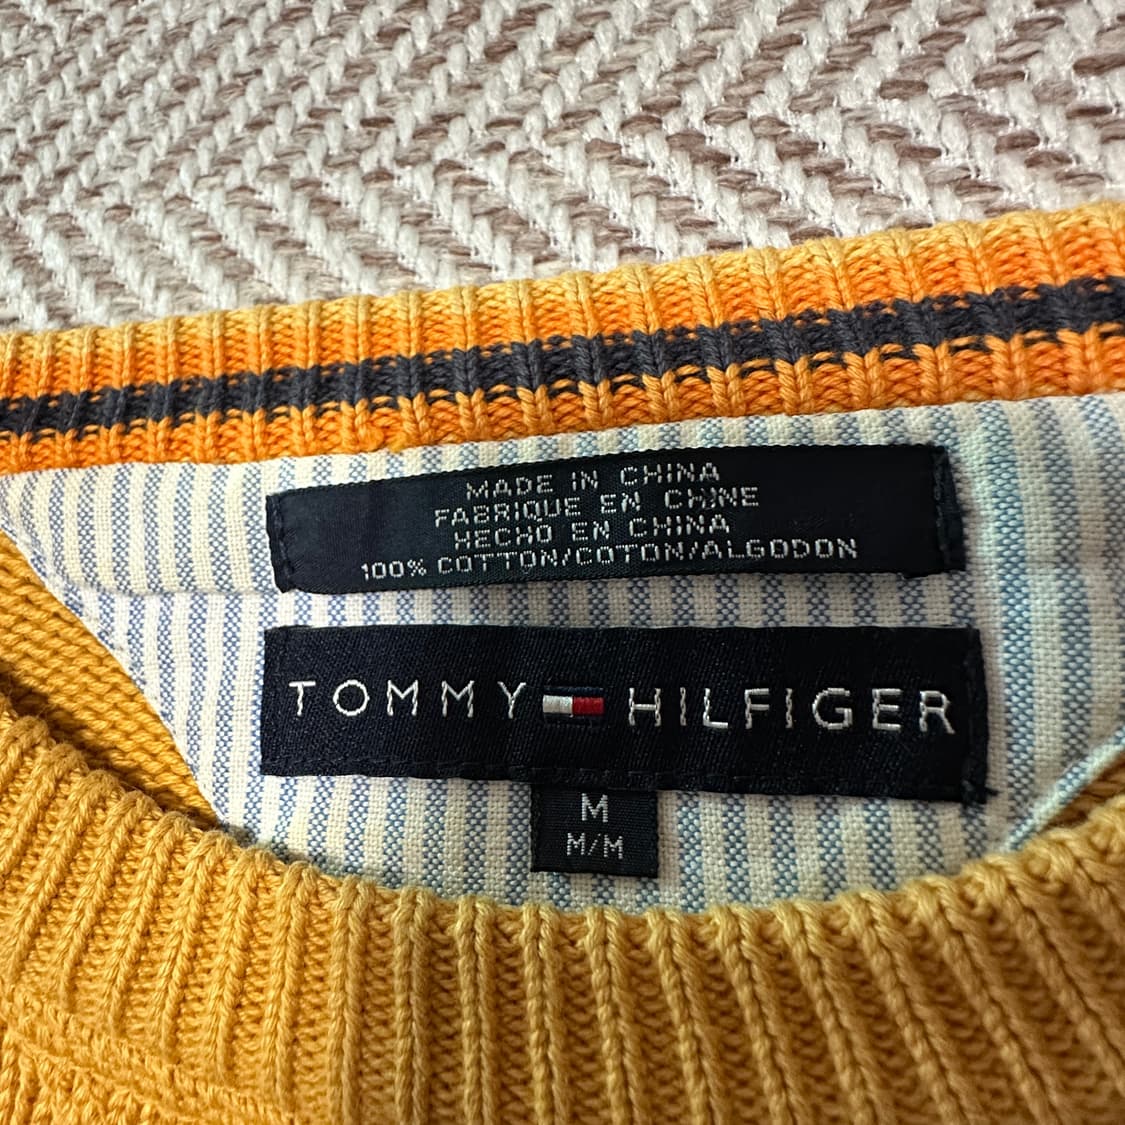 MADE IN CHINA
FABRIQUE EN CHINE
HECHO EN CHINA
100% COTTON/COTON/ALGODON
TOMMY HILFIGER
M
M/M